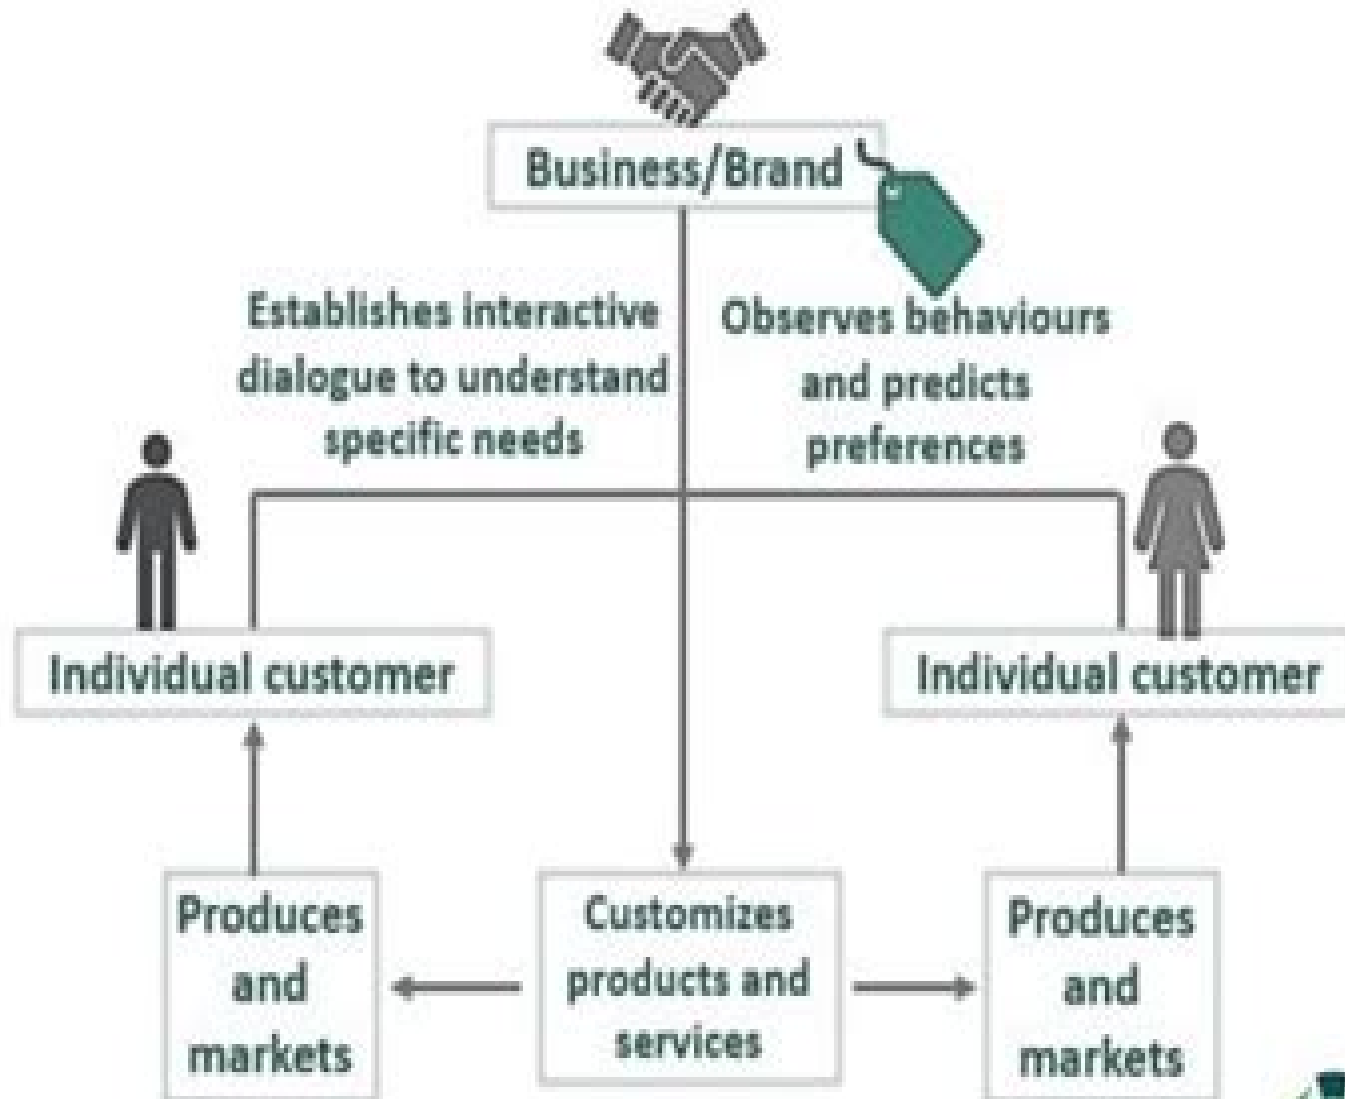 Business/Brand
Establishes interactive
dialogue to understand
specific needs
Observes behaviours
and predicts
preferences
Individual customer
Individual customer
Produces
and
markets
Customizes
products and
services
Produces
and
markets